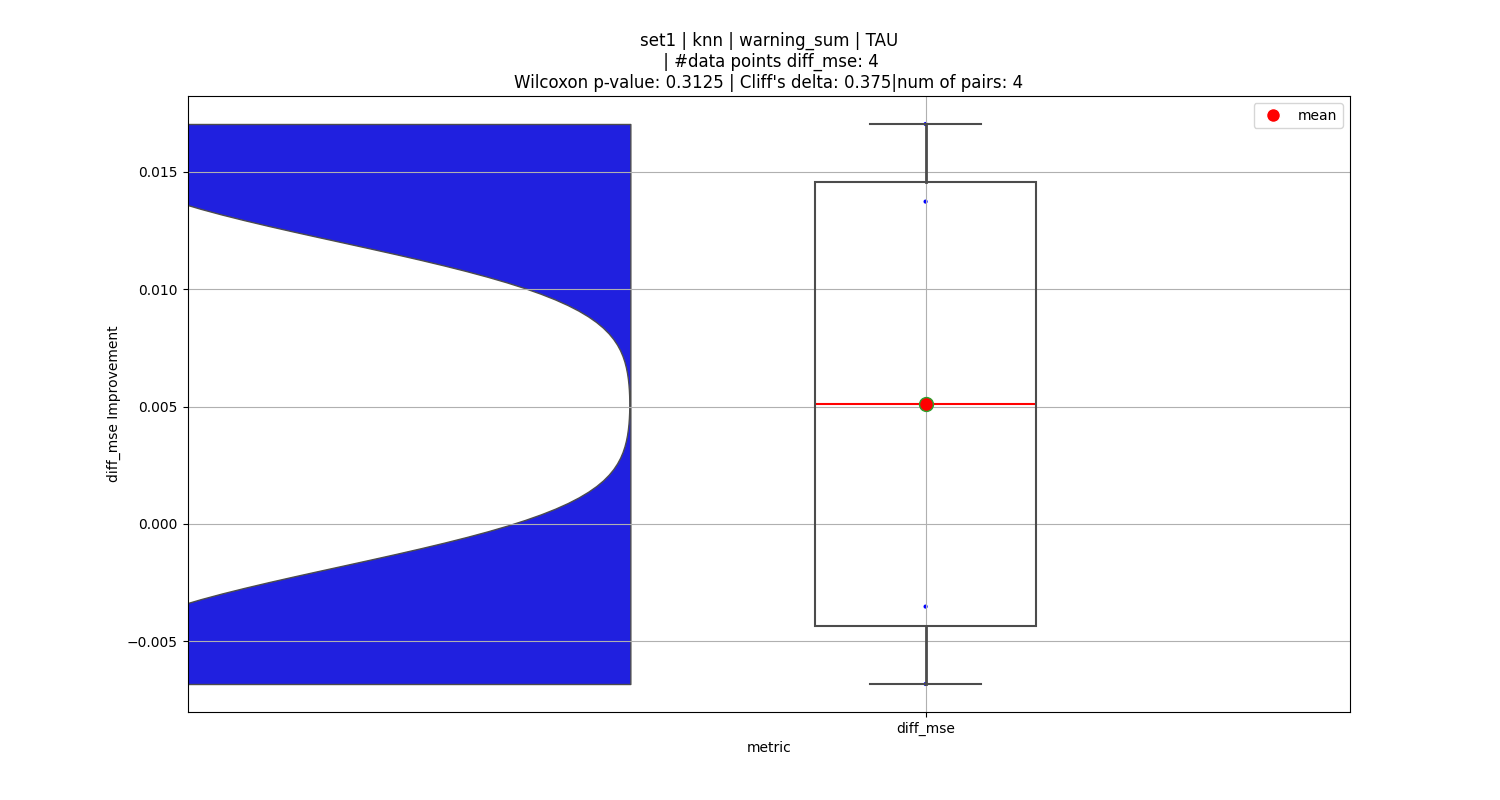 set1 | knn | warning_sum | TAU
| #data points diff_mse: 4
Wilcoxon p-value: 0.3125 | Cliff's delta: 0.375|num of pairs: 4
mean
0.015
0.010
0.005
0.000
−0.005
diff_mse Improvement
diff_mse
metric